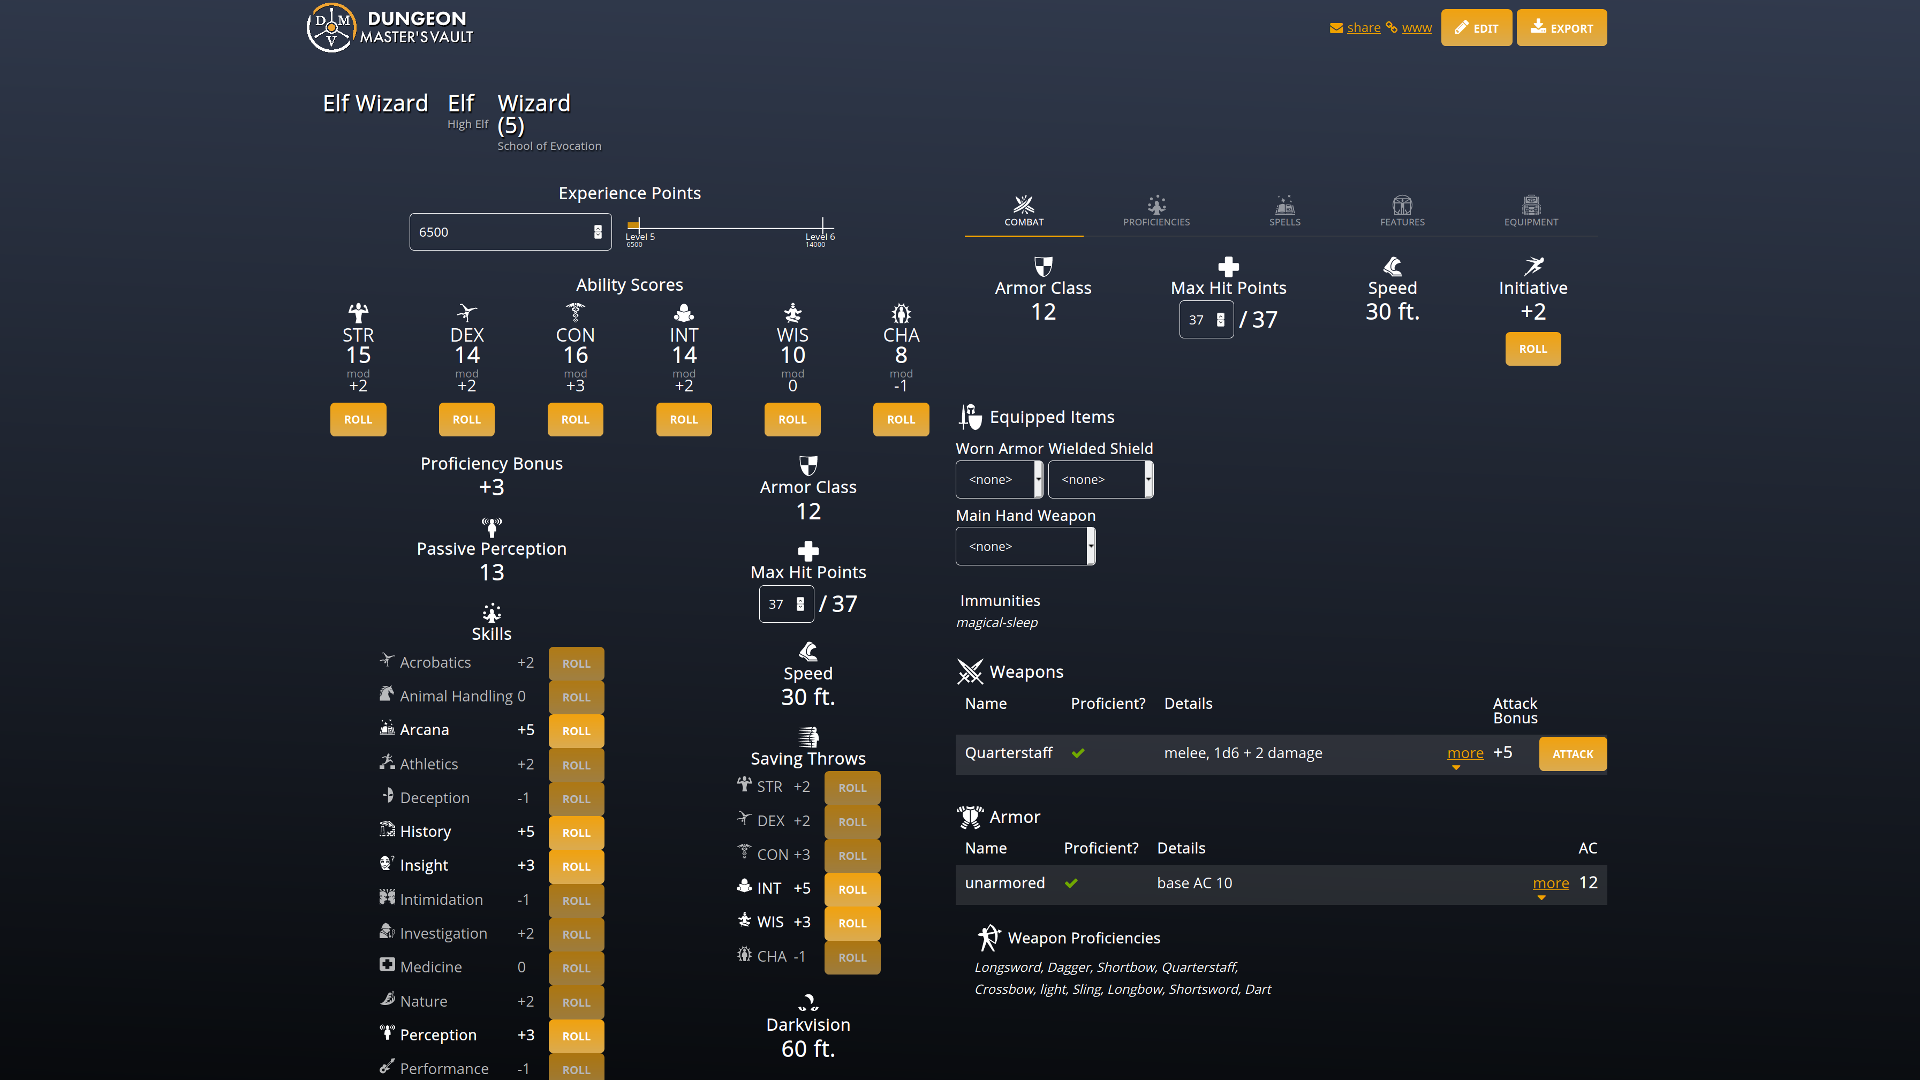 D M V
DUNGEON
MASTER'S VAULT
share www EDIT EXPORT
Elf Wizard Elf Wizard
(5)
High Elf
School of Evocation
Experience Points
6500
Level 5 Level 6
6500 14000
COMBAT PROFICIENCIES SPELLS FEATURES EQUIPMENT
Ability Scores
STR DEX CON INT WIS CHA
15 14 16 14 10 8
mod mod mod mod mod mod
+2 +2 +3 +2 0 -1
ROLL ROLL ROLL ROLL ROLL ROLL
Proficiency Bonus
+3
Passive Perception
13
Skills
Acrobatics +2 ROLL
Animal Handling 0 ROLL
Arcana +5 ROLL
Athletics +2 ROLL
Deception -1 ROLL
History +5 ROLL
Insight +3 ROLL
Intimidation -1 ROLL
Investigation +2 ROLL
Medicine 0 ROLL
Nature +2 ROLL
Perception +3 ROLL
Performance -1 ROLL
Armor Class
12
Max Hit Points
37 / 37
Speed
30 ft.
Saving Throws
STR +2 ROLL
DEX +2 ROLL
CON +3 ROLL
INT +5 ROLL
WIS +3 ROLL
CHA -1 ROLL
Darkvision
60 ft.
Armor Class Max Hit Points Speed Initiative
12 37 / 37 30 ft. +2
ROLL
Equipped Items
Worn Armor Wielded Shield
<none> <none>
Main Hand Weapon
<none>
Immunities
magical-sleep
Weapons
Name Proficient? Details Attack
Bonus
Quarterstaff melee, 1d6 + 2 damage more +5 ATTACK
Armor
Name Proficient? Details AC
unarmored base AC 10 more 12
Weapon Proficiencies
Longsword, Dagger, Shortbow, Quarterstaff,
Crossbow, light, Sling, Longbow, Shortsword, Dart